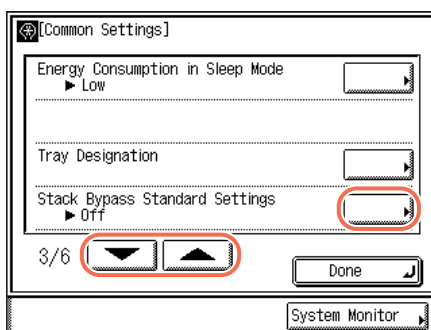 [Common Settings]
Energy Consumption in Sleep Mode
► Low
Tray Designation
Stack Bypass Standard Settings
► Off
3/6 ▼ ▲
Done
System Monitor